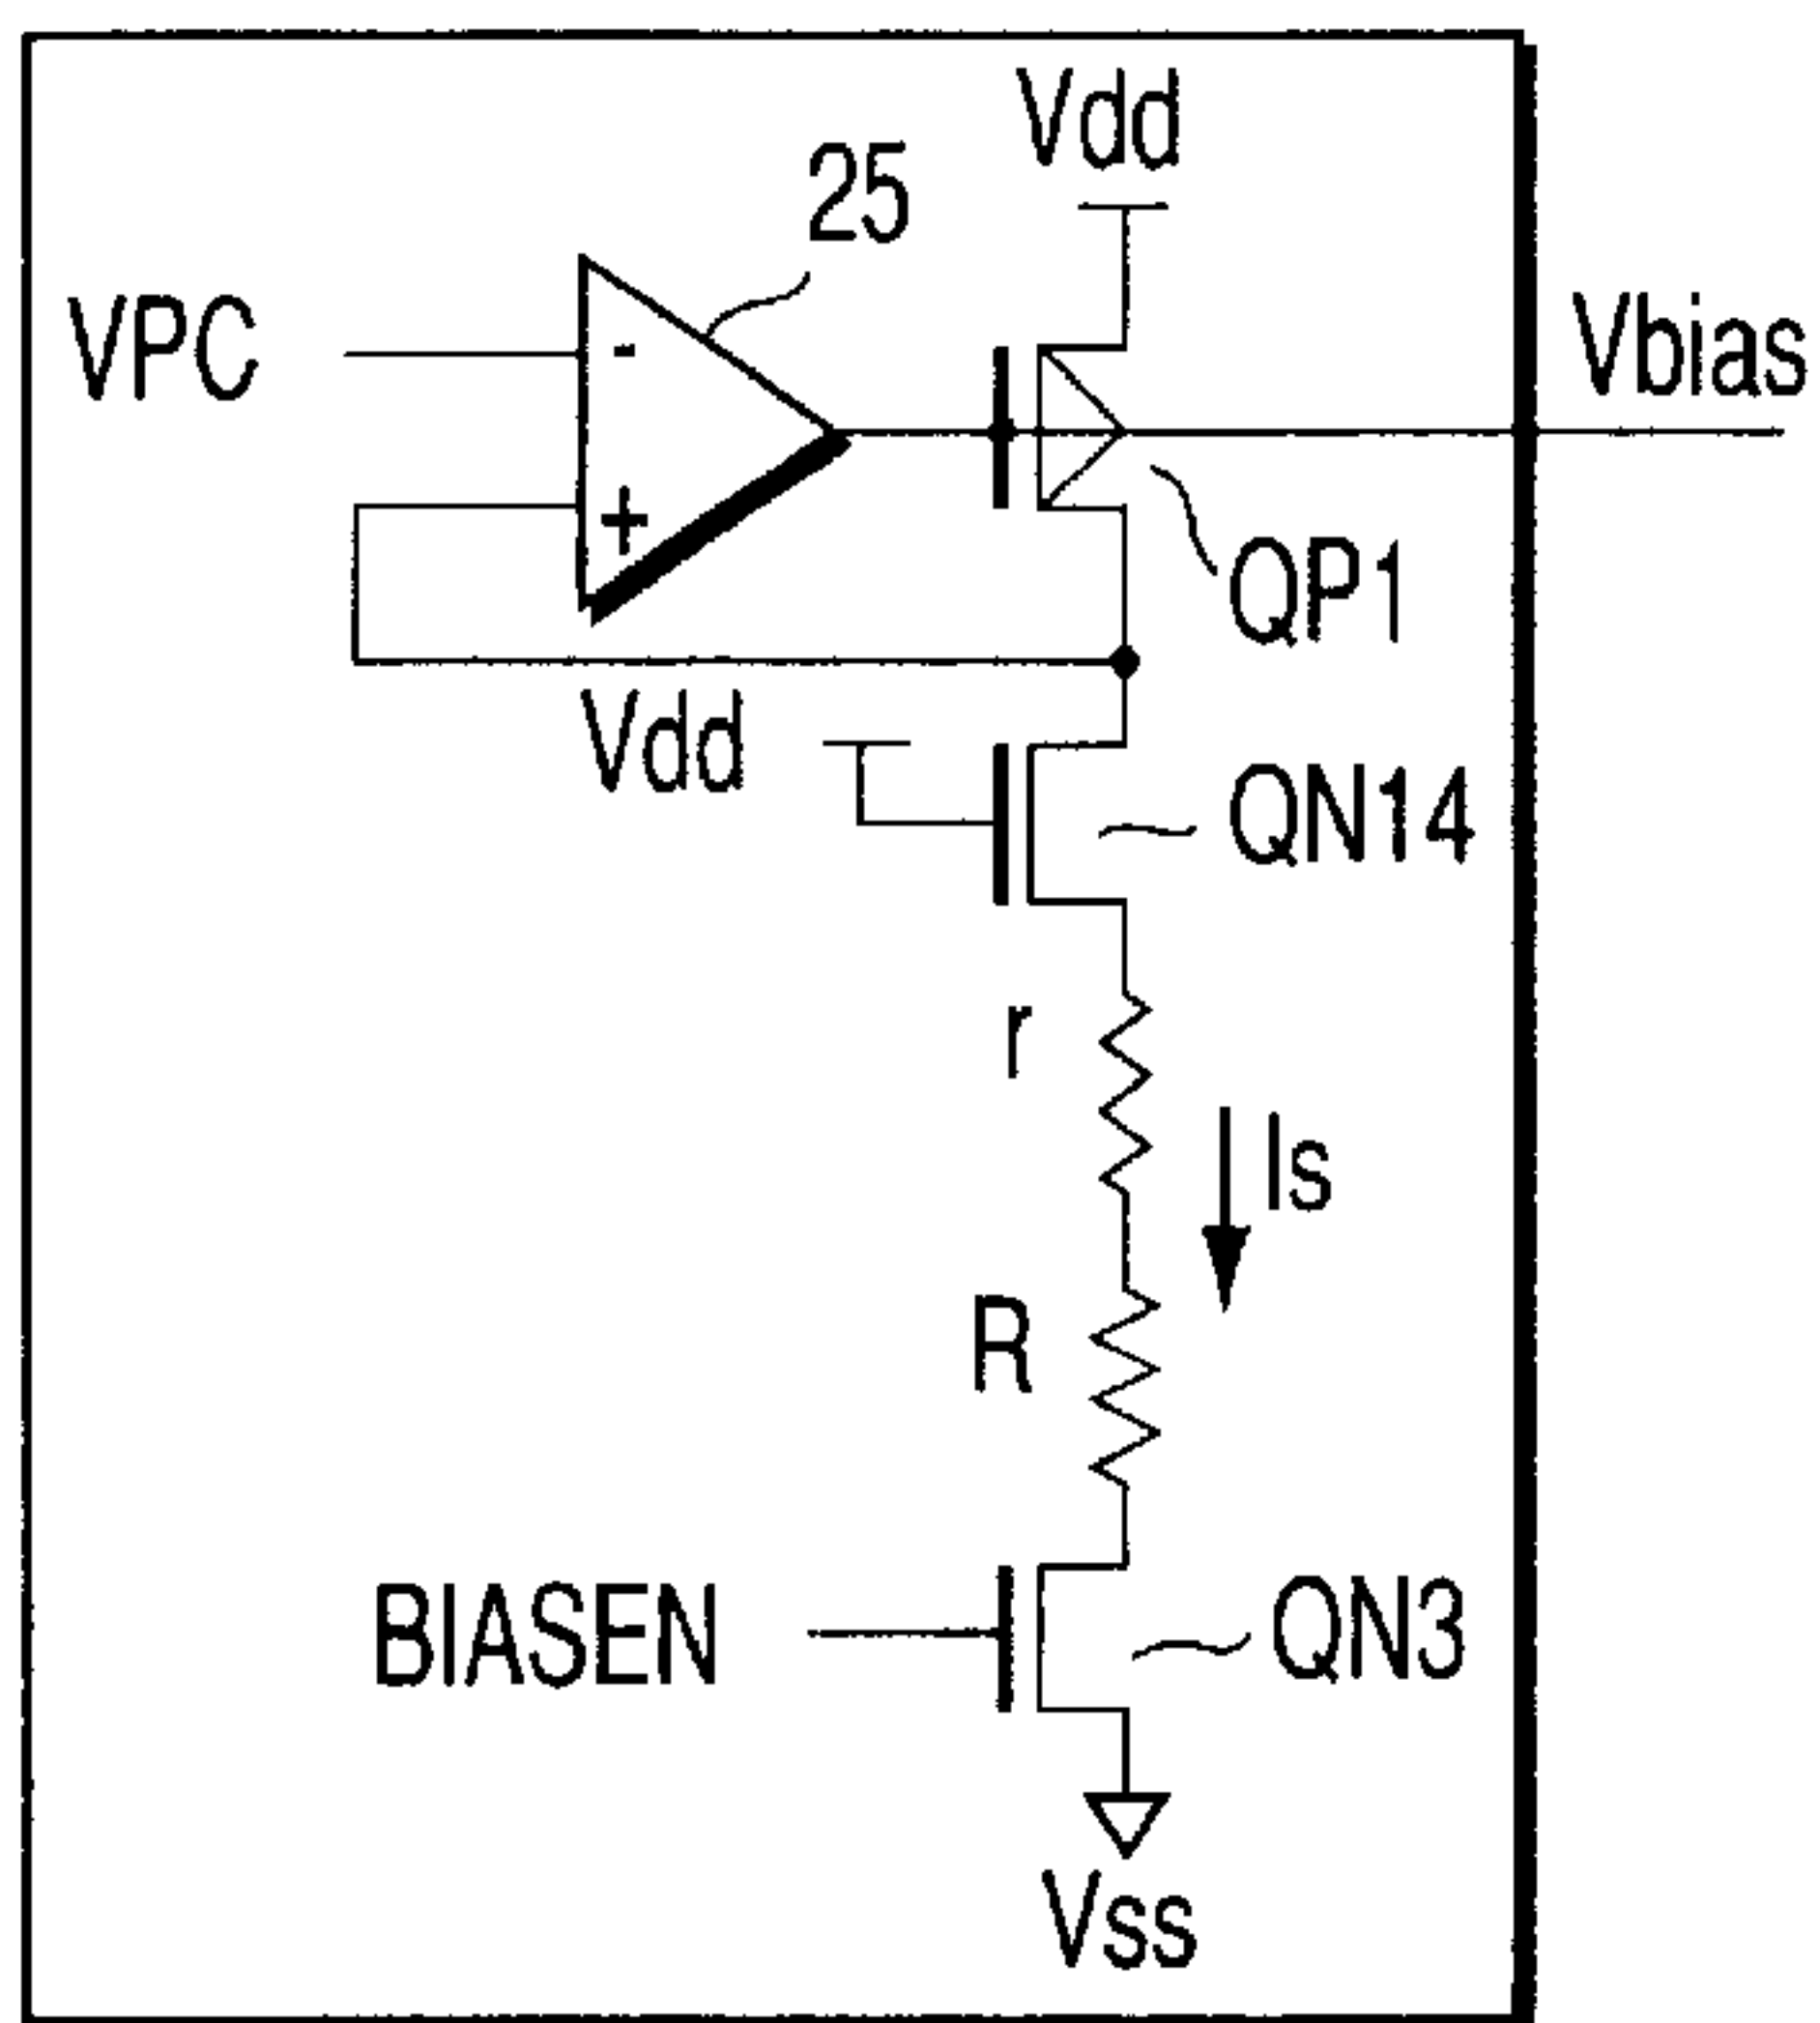 Vdd
25
VPC
-
Vbias
+
QP1
Vdd
QN14
r
Is
R
BIASEN
QN3
Vss